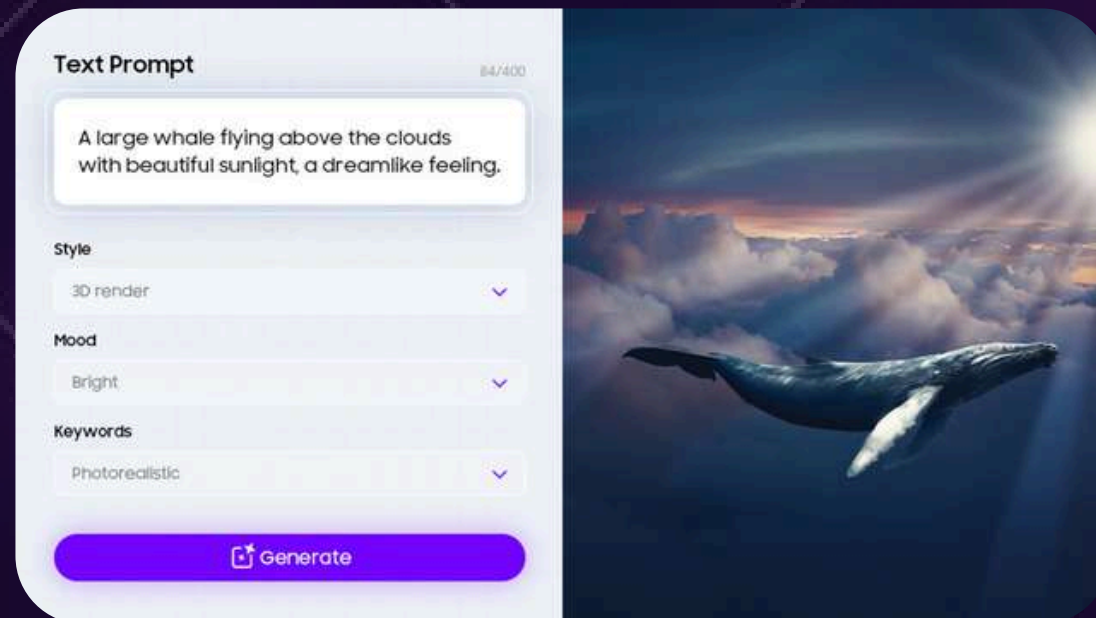 Text Prompt
84/400
A large whale flying above the clouds
with beautiful sunlight, a dreamlike feeling.
Style
3D render
Mood
Bright
Keywords
Photorealistic
Generate